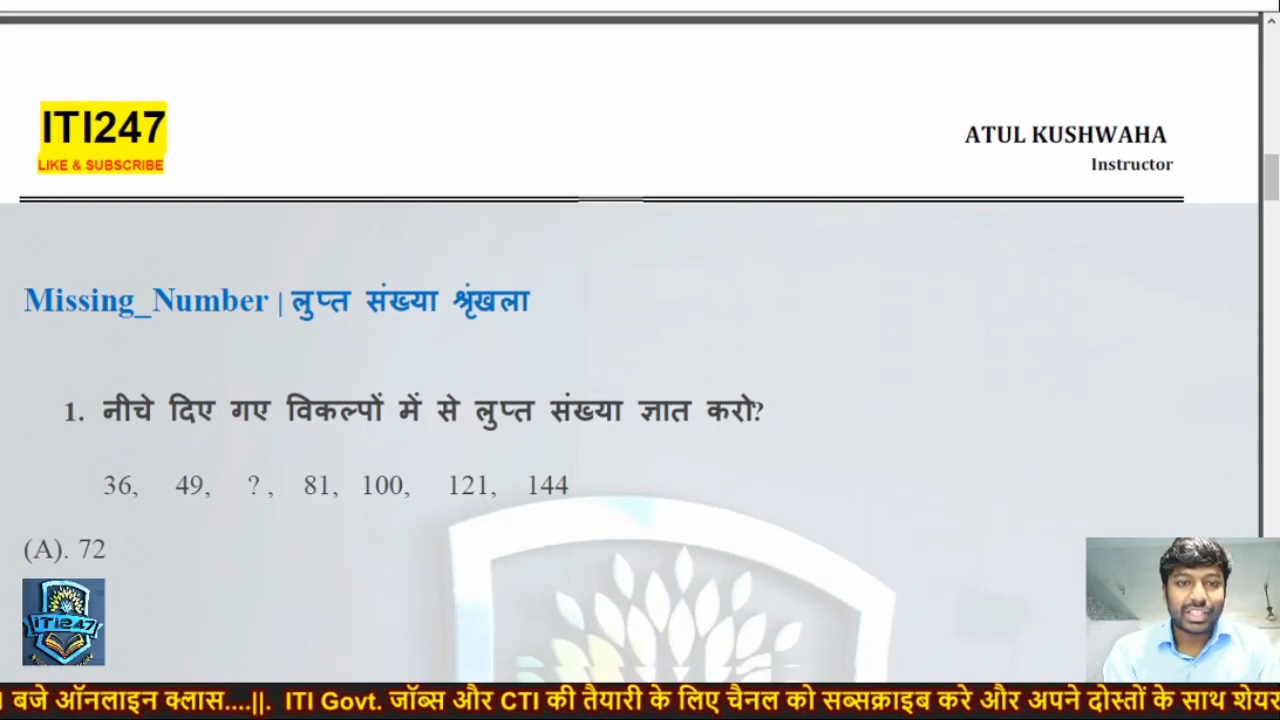 ITI247
LIKE & SUBSCRIBE
ATUL KUSHWAHA
Instructor
Missing_Number | लुप्त संख्या श्रृंखला
1. नीचे दिए गए विकल्पों में से लुप्त संख्या ज्ञात करो?
36, 49, ? , 81, 100, 121, 144
(A). 72
ITI247
बजे ऑनलाइन क्लास....||. ITI Govt. जॉब्स और CTI की तैयारी के लिए चैनल को सब्सक्राइब करे और अपने दोस्तों के साथ